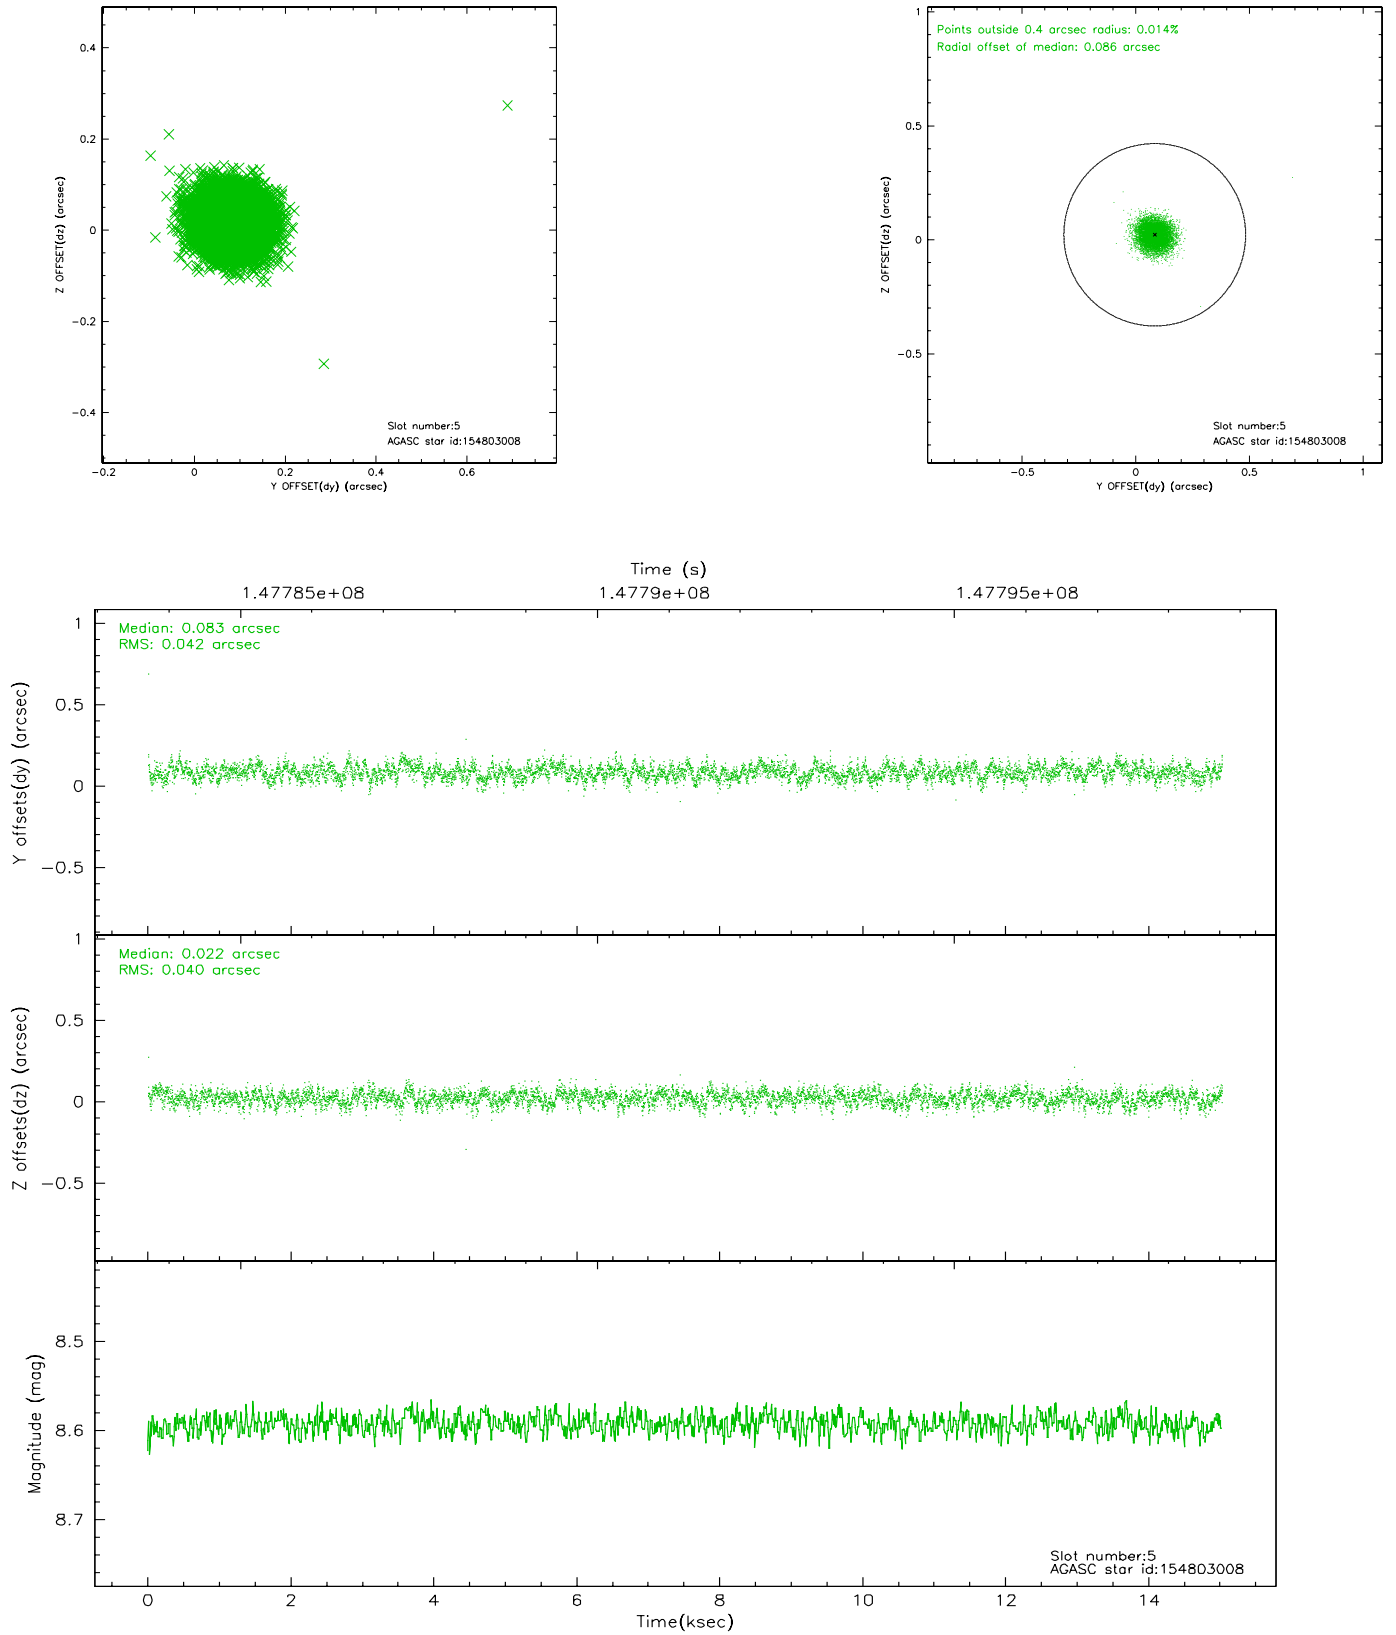 0.4
0.2
0
−0.2
−0.4
Z OFFSET(dz) (arcsec)
−0.2 0 0.2 0.4 0.6
Y OFFSET(dy) (arcsec)
Slot number:5
AGASC star id:154803008
Points outside 0.4 arcsec radius: 0.014%
Radial offset of median: 0.086 arcsec
1
0.5
0
−0.5
Z OFFSET(dz) (arcsec)
−0.5 0 0.5 1
Y OFFSET(dy) (arcsec)
Slot number:5
AGASC star id:154803008
Time (s)
1.47785e+08 1.4779e+08 1.47795e+08
Median: 0.083 arcsec
RMS: 0.042 arcsec
1
0.5
0
−0.5
Y offsets(dy) (arcsec)
Median: 0.022 arcsec
RMS: 0.040 arcsec
1
0.5
0
−0.5
Z offsets(dz) (arcsec)
8.5
8.6
8.7
Magnitude (mag)
Slot number:5
AGASC star id:154803008
0 2 4 6 8 10 12 14
Time(ksec)